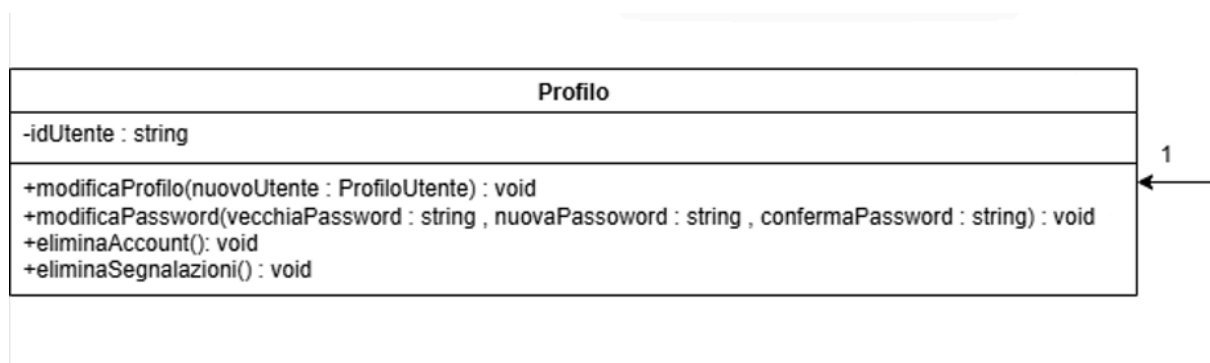 Profilo
-idUtente : string
1
+modificaProfilo(nuovoUtente : ProfiloUtente) : void
+modificaPassword(vecchiaPassword : string , nuovaPassoword : string , confermaPassword : string) : void
+eliminaAccount(): void
+eliminaSegnalazioni() : void